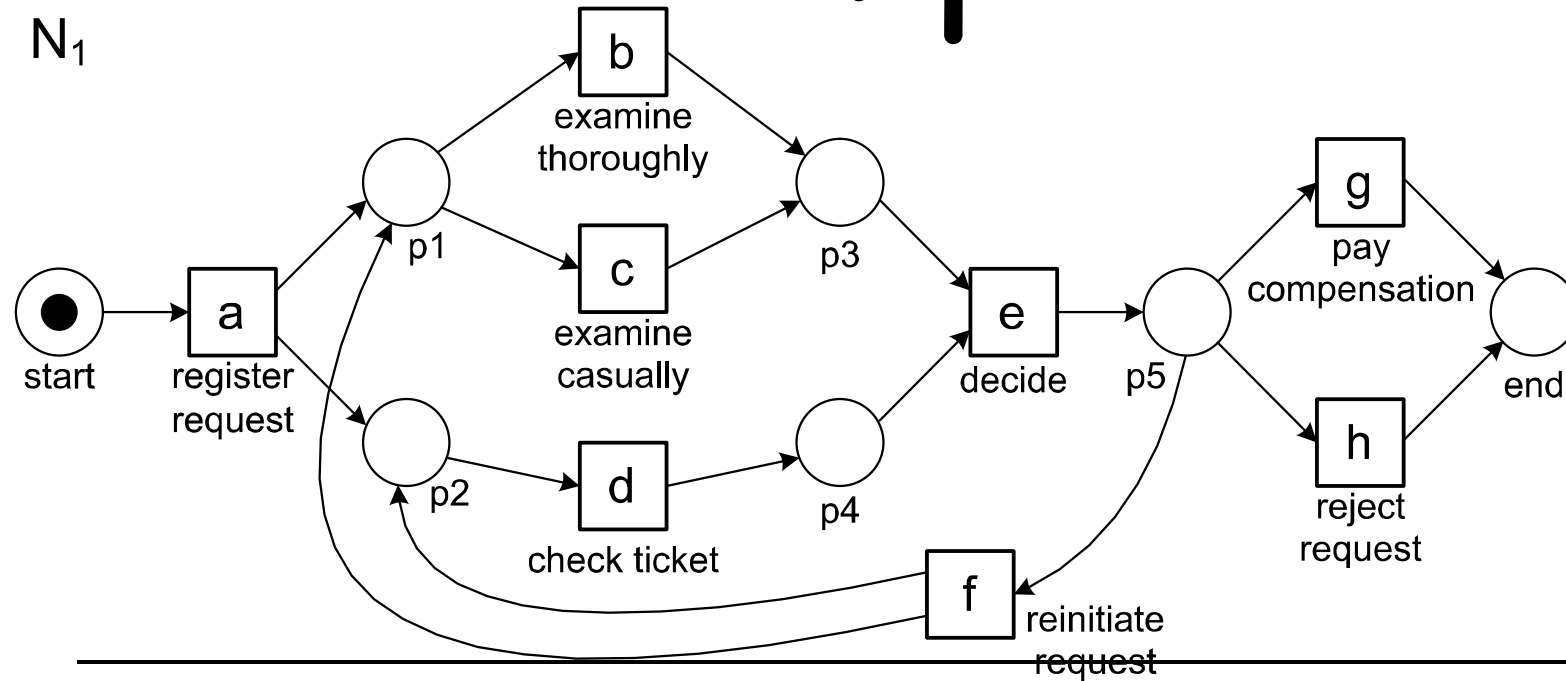 N1
b
examine
thoroughly
p1
c
examine
casually
p3
g
pay
compensation
start
a
register
request
e
decide
p5
end
p2
d
check ticket
p4
h
reject
request
f
reinitiate
request